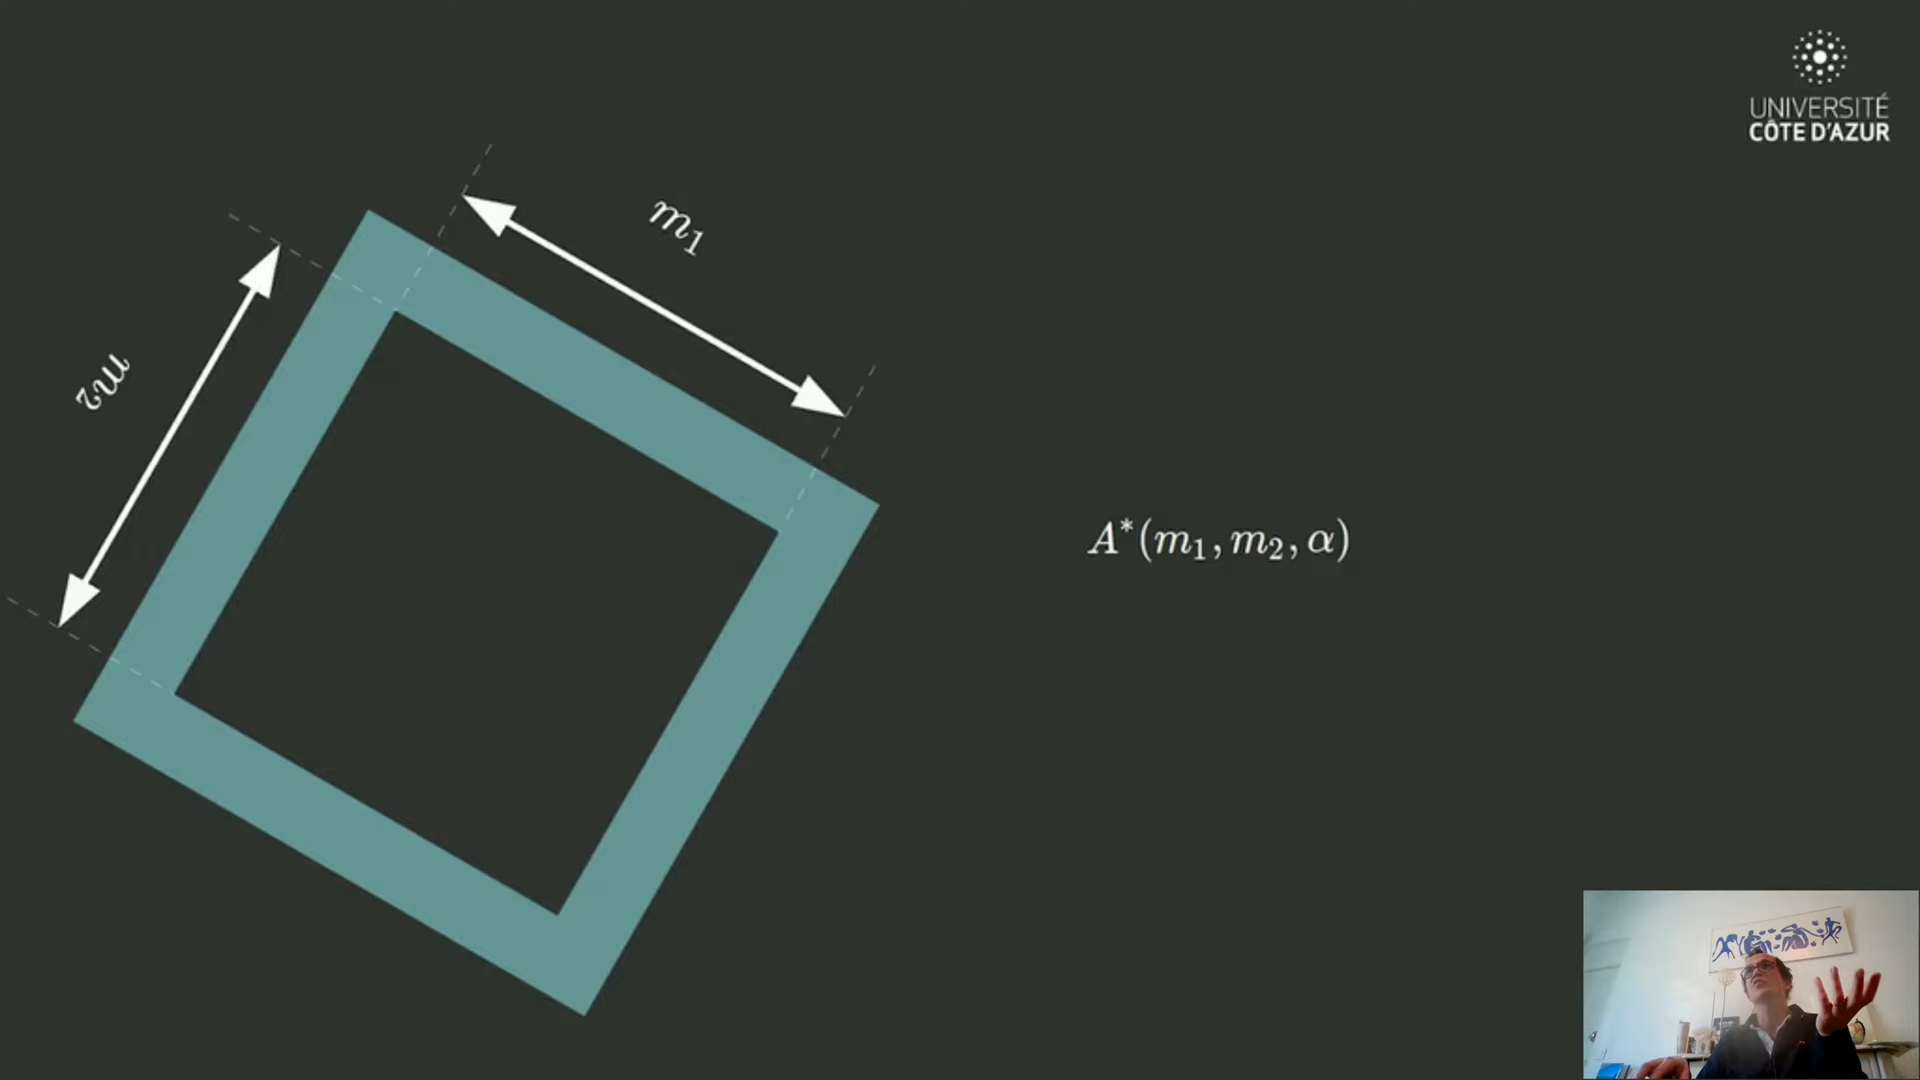 UNIVERSITÉ
CÔTE D'AZUR
m₁
m₂
A*(m₁, m₂, α)